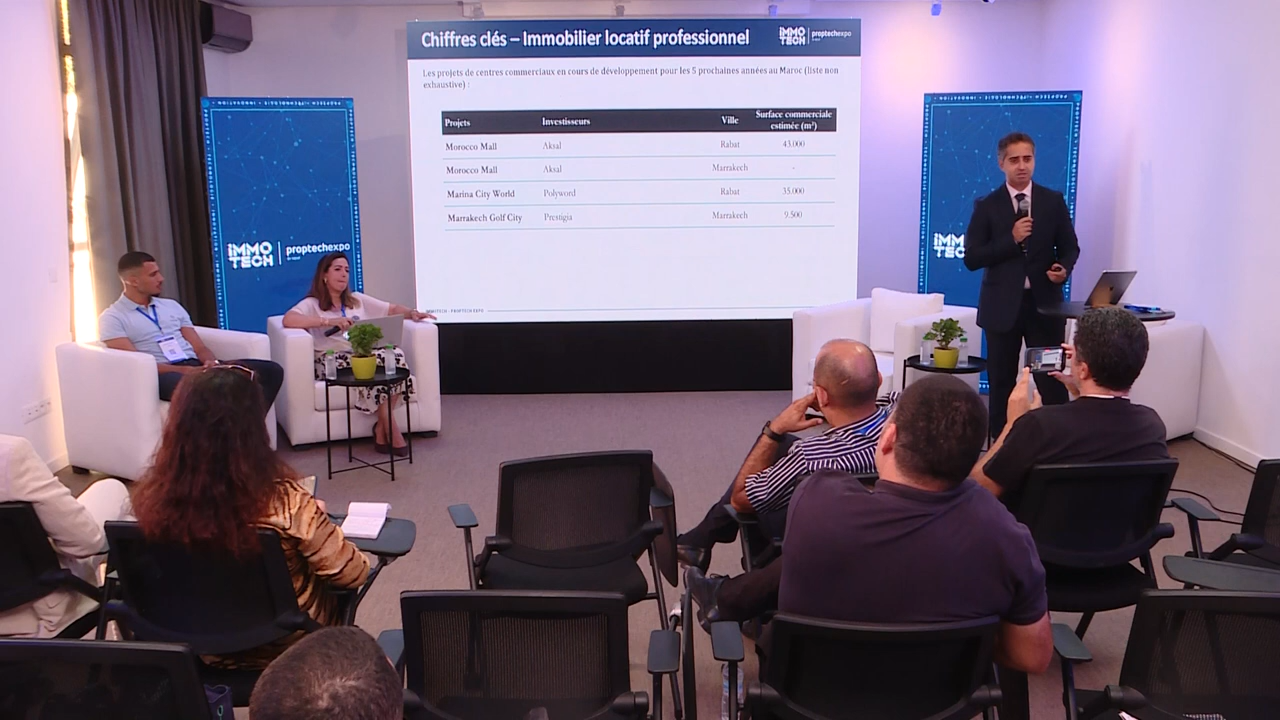 Chiffres clés – Immobilier locatif professionnel
iMMO TECH | proptechexpo
Les projets de centres commerciaux en cours de développement pour les 5 prochaines années au Maroc (liste non
exhaustive) :
Projets Investisseurs Ville Surface commerciale
estimée (m²)
Morocco Mall Aksal Rabat 43.000
Morocco Mall Aksal Marrakech -
Marina City World Polyword Rabat 35.000
Marrakech Golf City Prestigia Marrakech 9.500
IMMOTECH - PROPTECH EXPO
iMMO
TECH
proptechexpo
iMMO
TECH